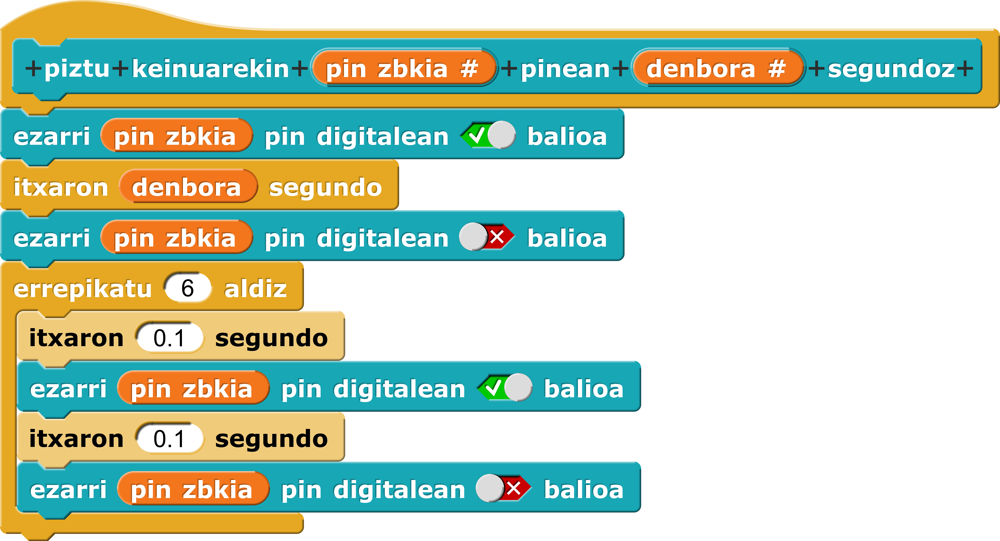 +piztu+keinuarekin+ pin zbkia # +pinean+ denbora # +segundoz+
ezarri pin zbkia pin digitalean balioa
itxaron denbora segundo
ezarri pin zbkia pin digitalean balioa
errepikatu 6 aldiz
itxaron 0.1 segundo
ezarri pin zbkia pin digitalean balioa
itxaron 0.1 segundo
ezarri pin zbkia pin digitalean balioa